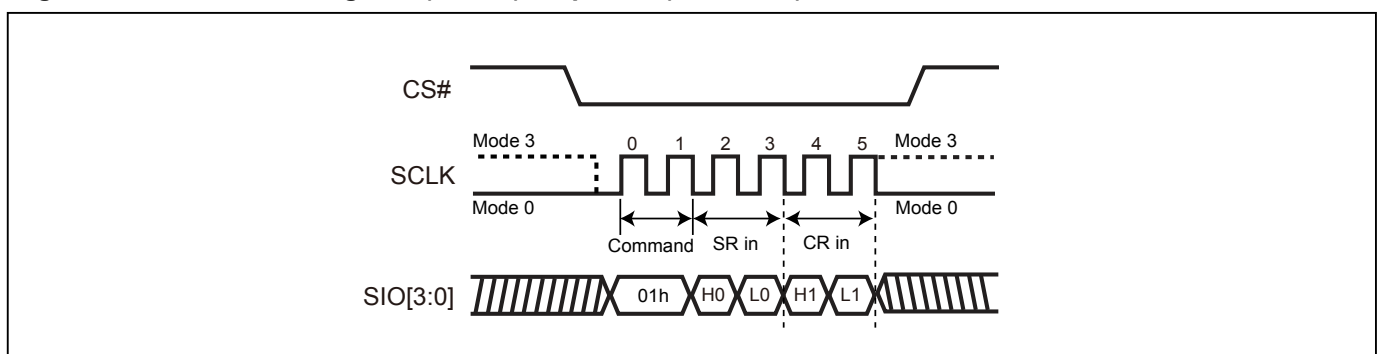 CS#
Mode 3
0 1 2 3 4 5
Mode 3
SCLK
Mode 0
Mode 0
Command SR in CR in
SIO[3:0]
01h H0 L0 H1 L1